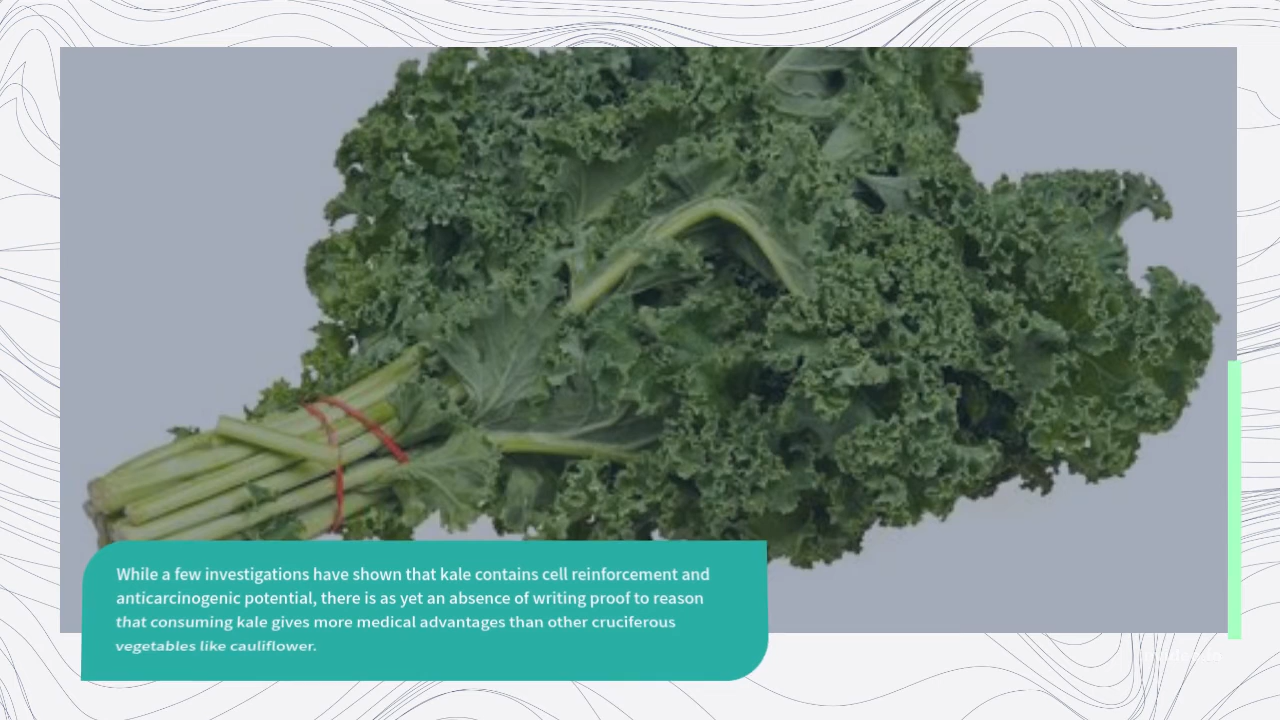 While a few investigations have shown that kale contains cell reinforcement and
anticarcinogenic potential, there is as yet an absence of writing proof to reason
that consuming kale gives more medical advantages than other cruciferous
vegetables like cauliflower.